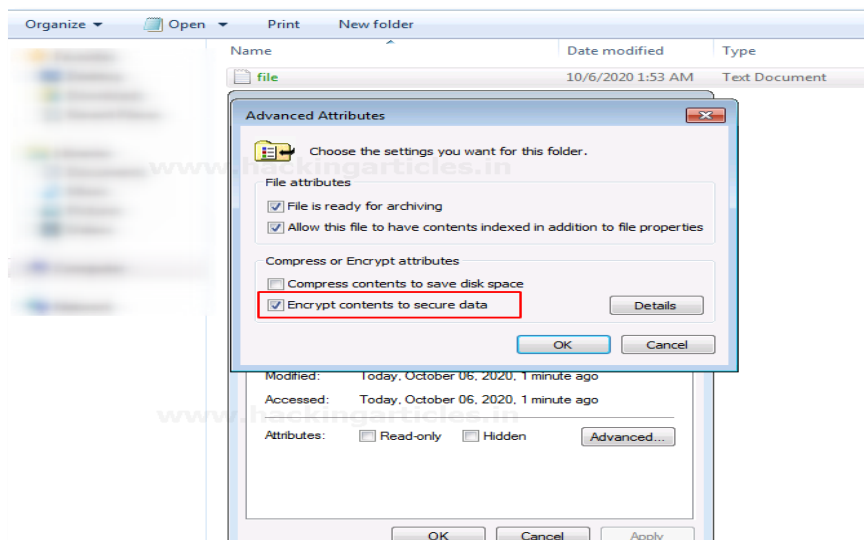 Organize Open Print New folder
Name Date modified Type
file 10/6/2020 1:53 AM Text Document
Advanced Attributes
Choose the settings you want for this folder.
www.hackingarticles.in
File attributes
File is ready for archiving
Allow this file to have contents indexed in addition to file properties
Compress or Encrypt attributes
Compress contents to save disk space
Encrypt contents to secure data Details
OK Cancel
Modified: Today, October 06, 2020, 1 minute ago
Accessed: Today, October 06, 2020, 1 minute ago
www.hackingarticles.in
Attributes: Read-only Hidden Advanced...
OK Cancel Apply